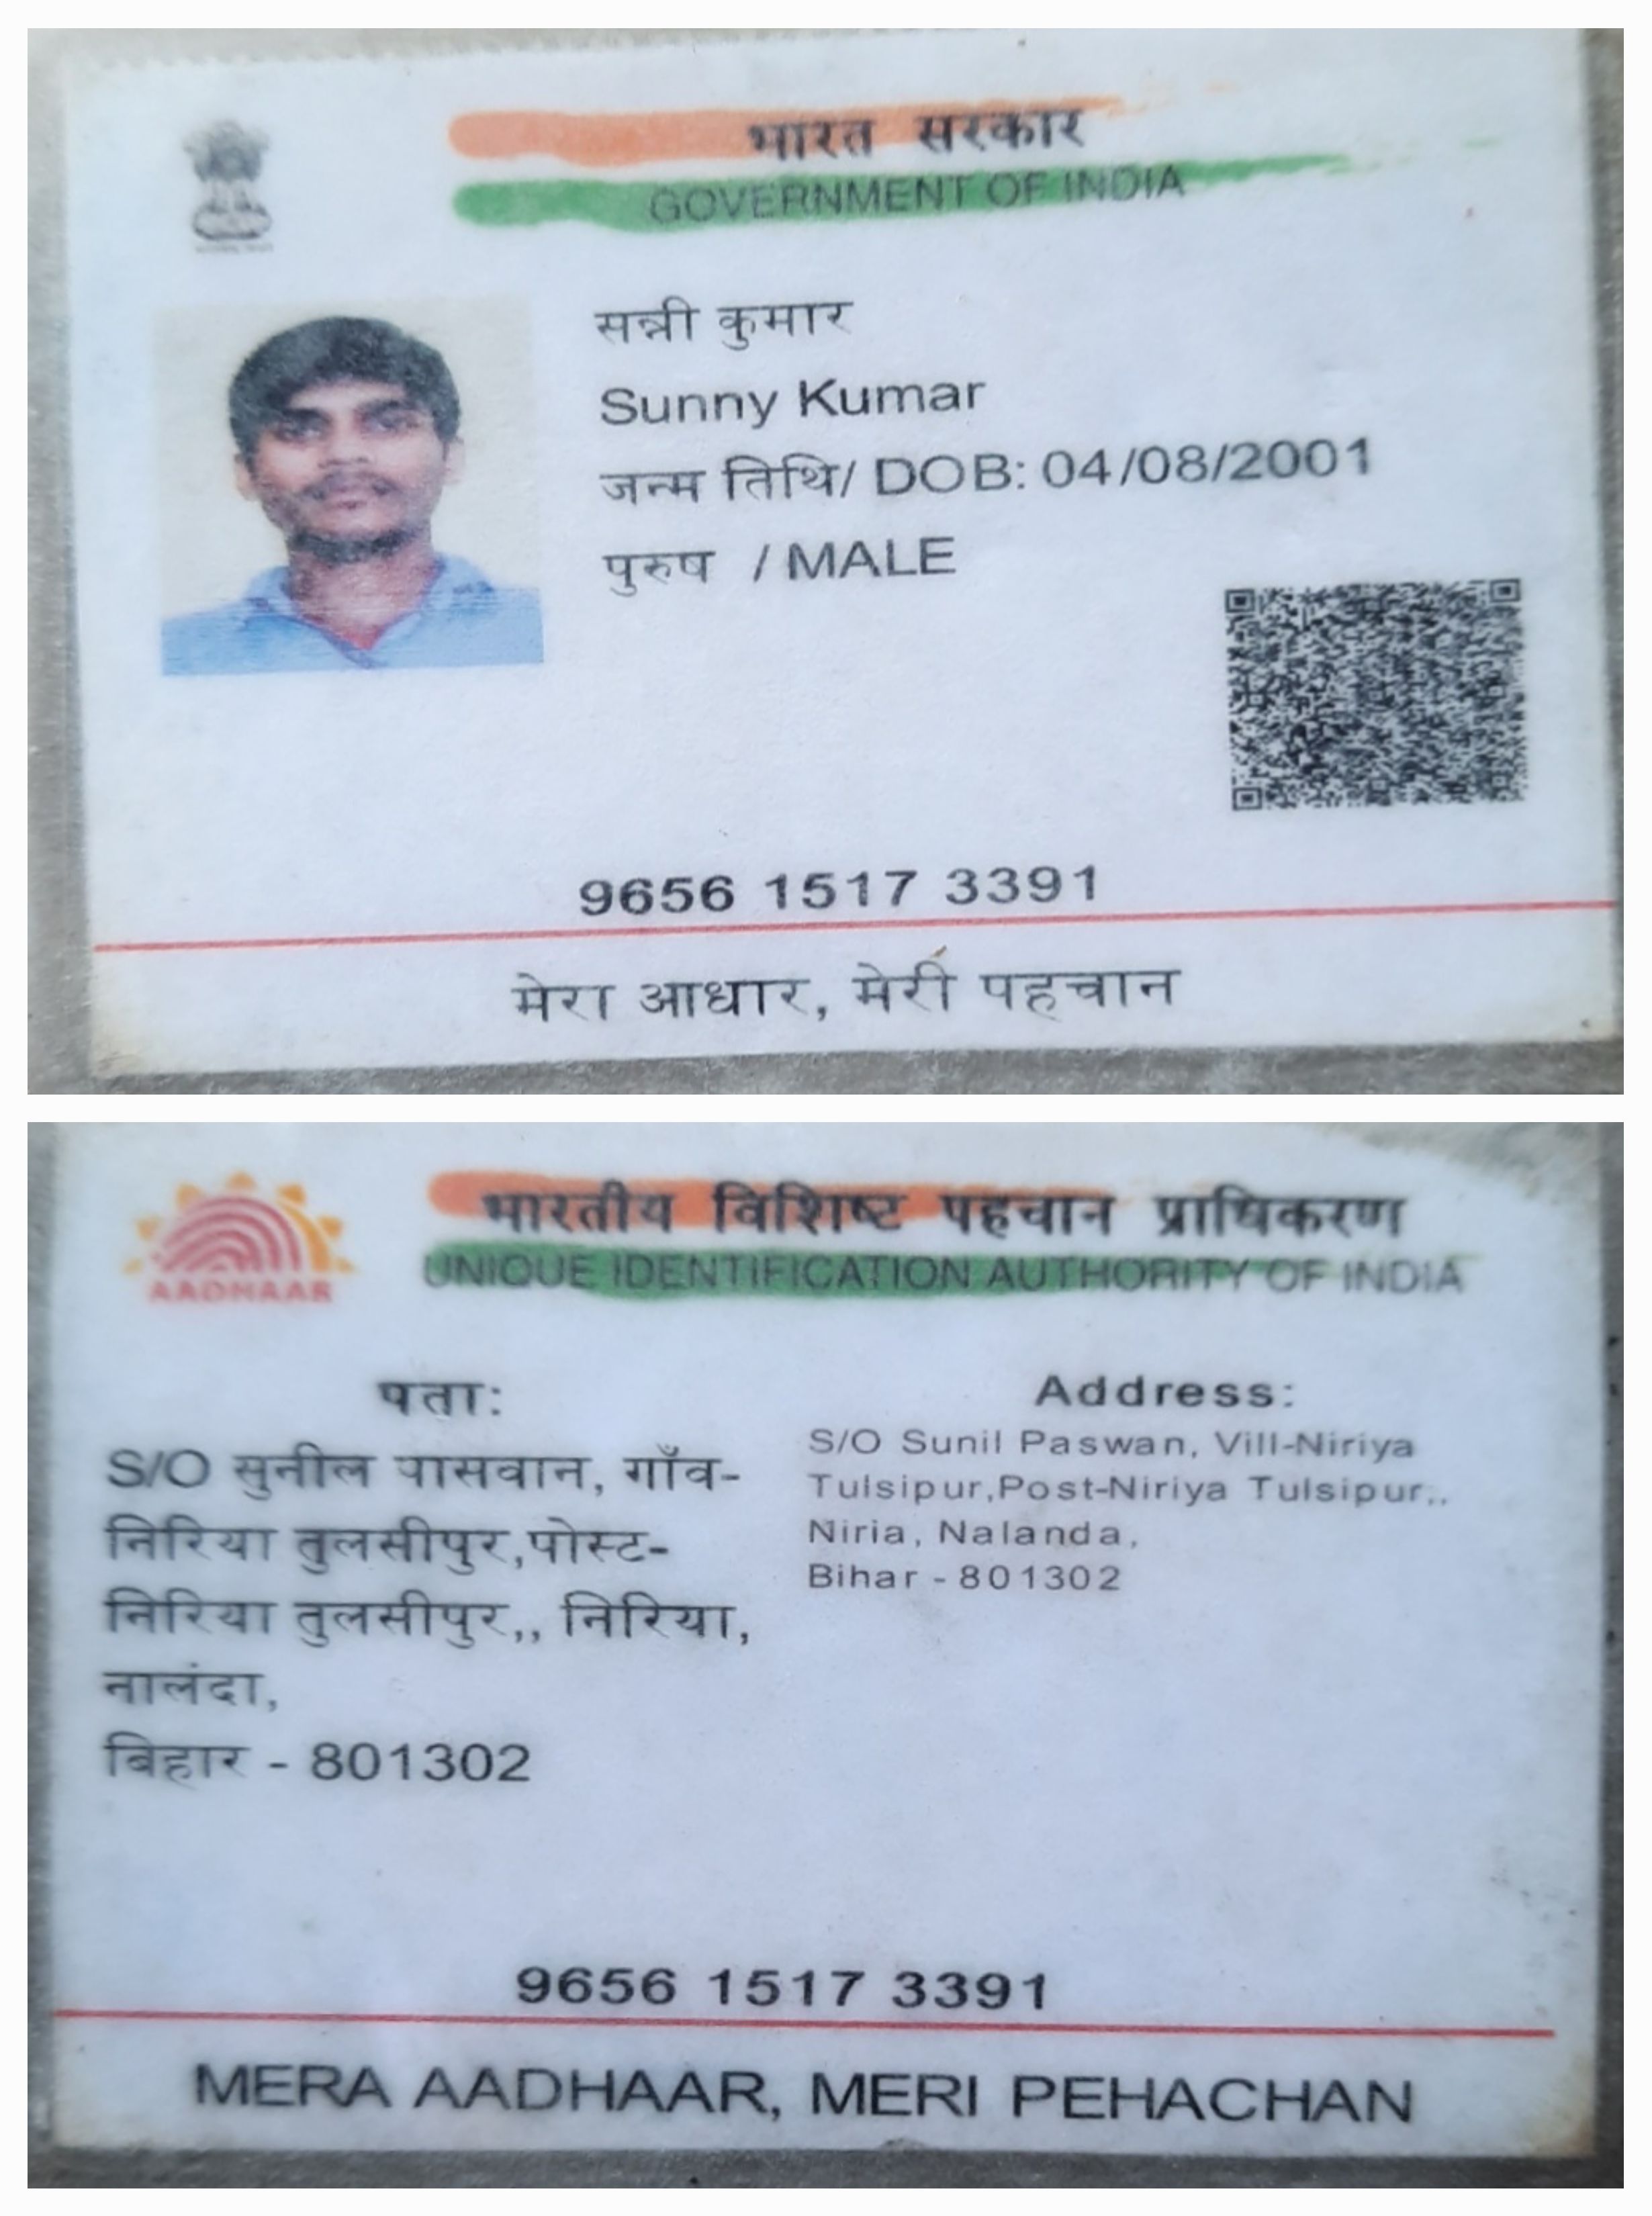 भारत सरकार
GOVERNMENT OF INDIA
सन्नी कुमार
Sunny Kumar
जन्म तिथि/ DOB: 04/08/2001
पुरुष / MALE
9656 1517 3391
मेरा आधार, मेरी पहचान
भारतीय विशिष्ट पहचान प्राधिकरण
UNIQUE IDENTIFICATION AUTHORITY OF INDIA
AADHAAR
पता:
S/O सुनील पासवान, गाँव-
निरिया तुलसीपुर,पोस्ट-
निरिया तुलसीपुर,, निरिया,
नालंदा,
बिहार - 801302
Address:
S/O Sunil Paswan, Vill-Niriya
Tulsipur,Post-Niriya Tulsipur,,
Niria, Nalanda,
Bihar - 801302
9656 1517 3391
MERA AADHAAR, MERI PEHACHAN